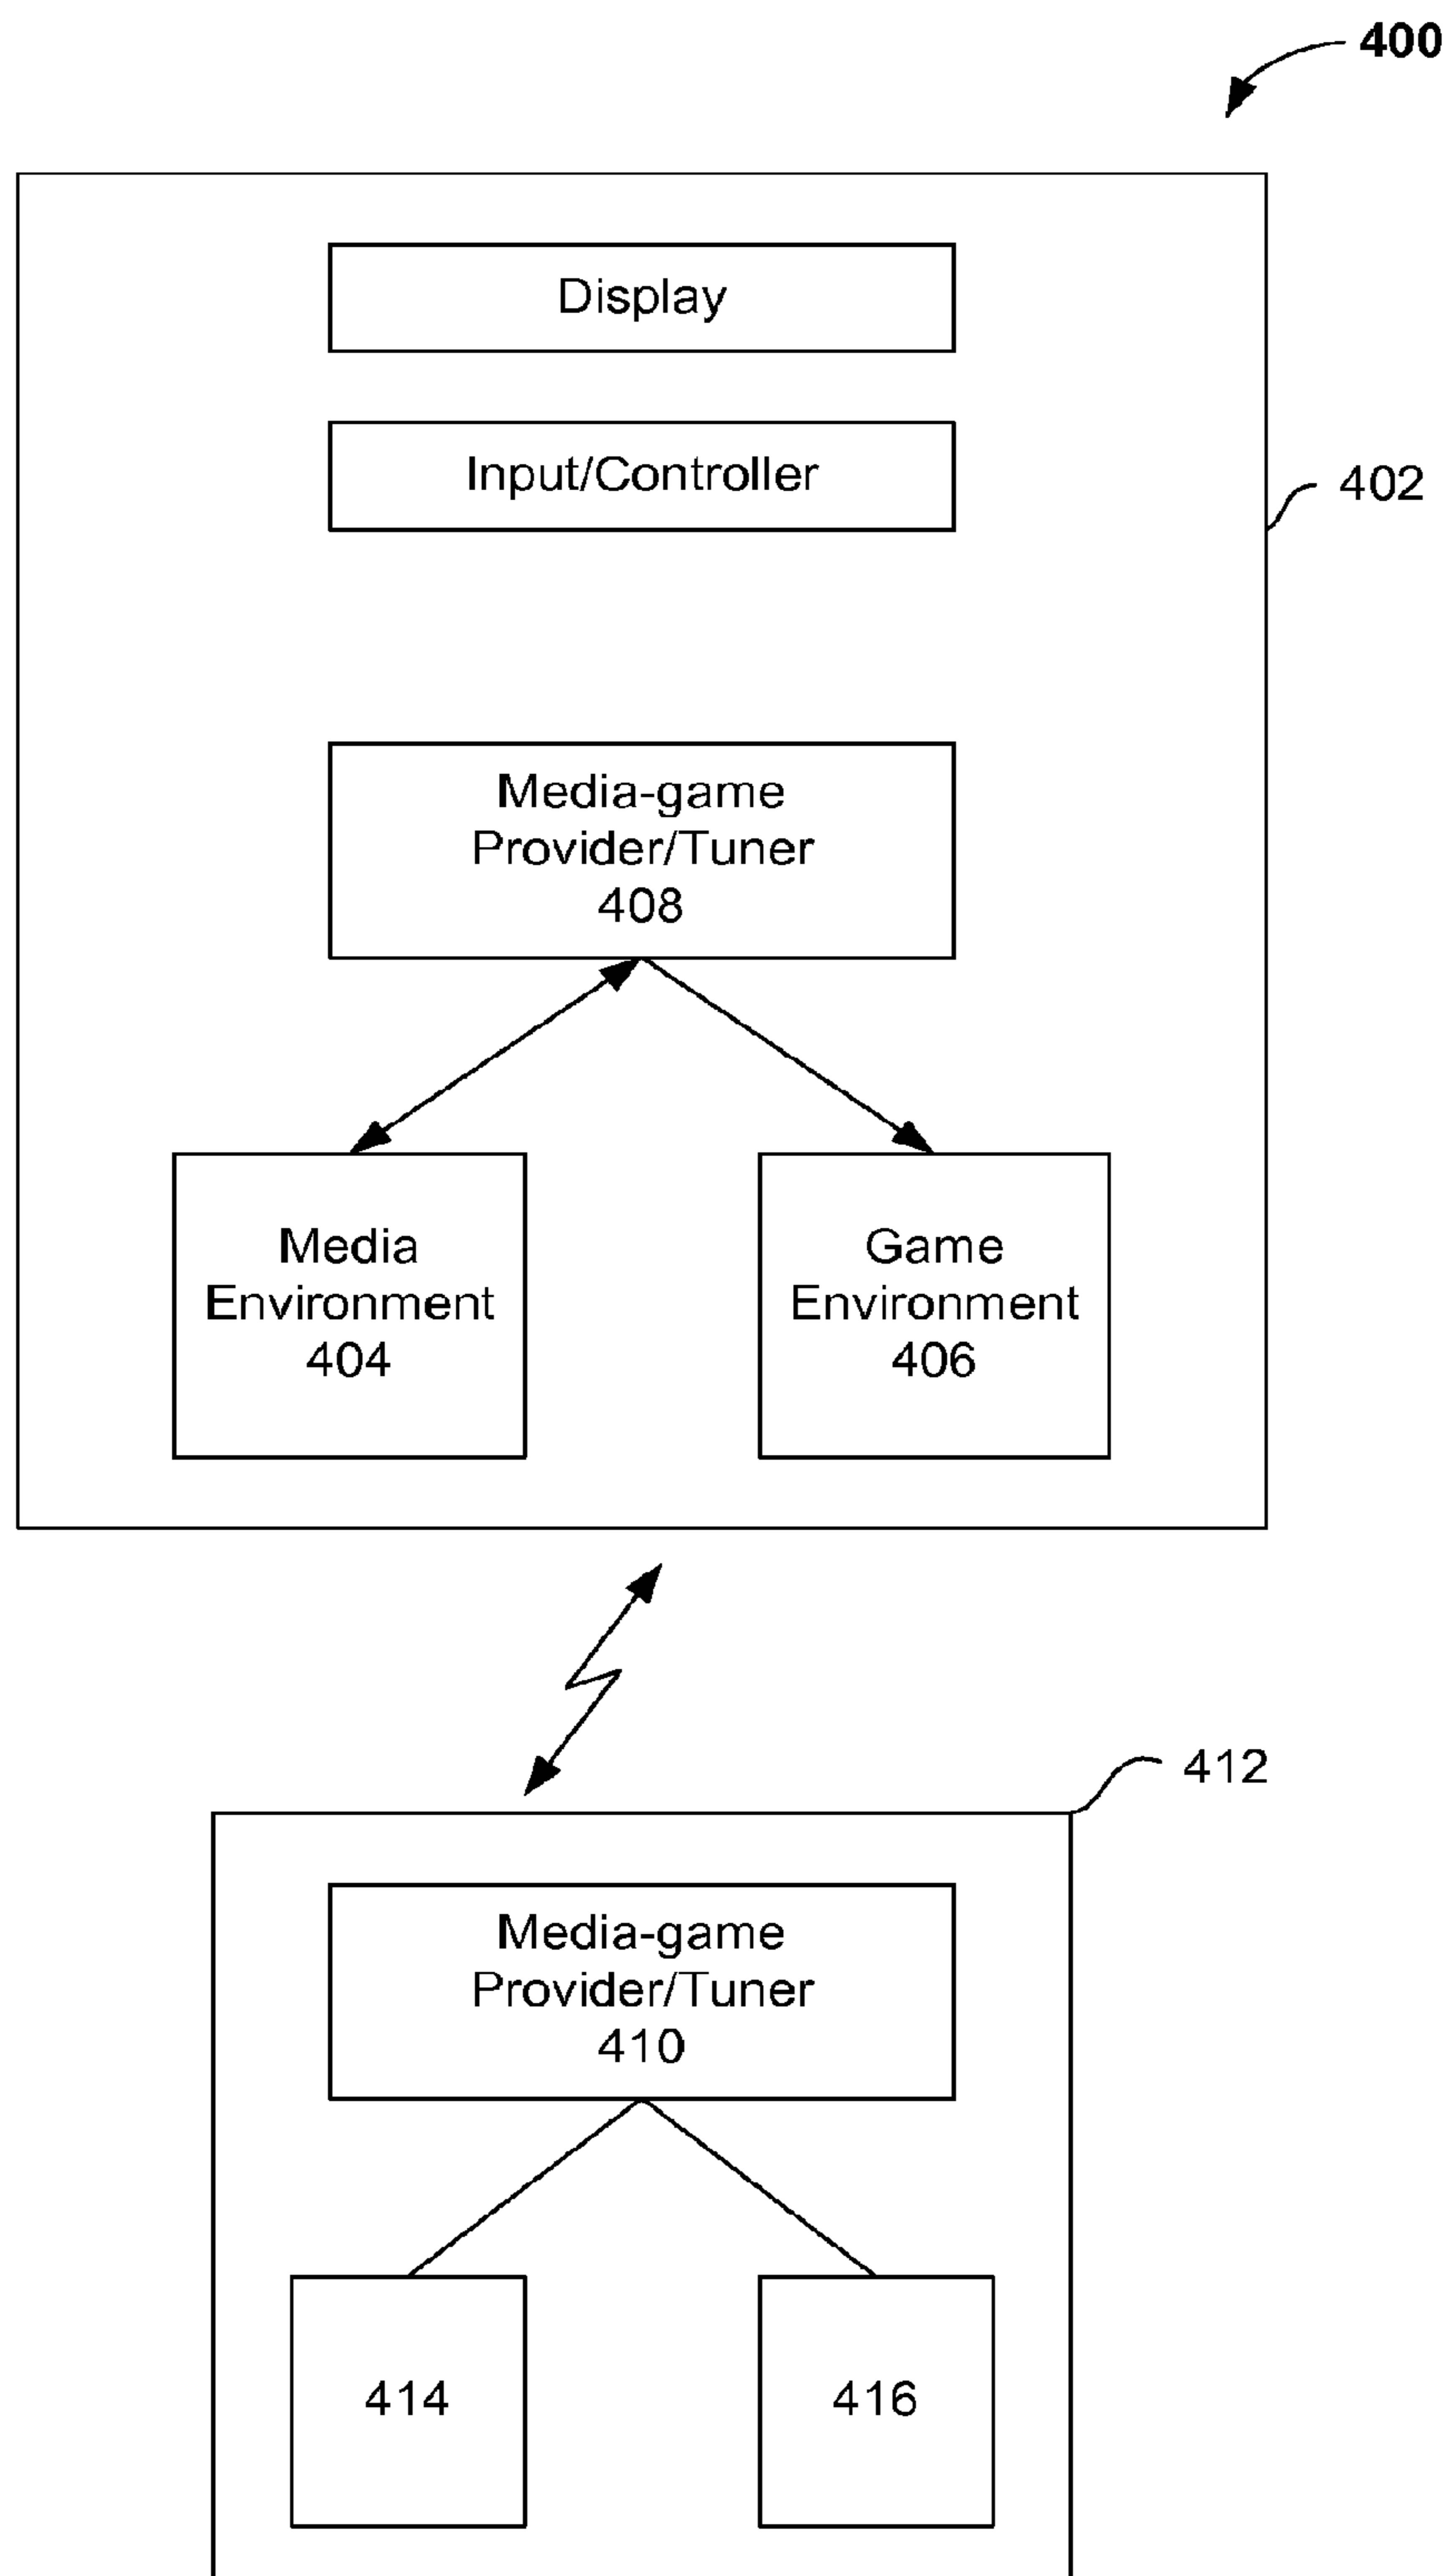 400
Display
Input/Controller
402
Media-game
Provider/Tuner
408
Media
Environment
404
Game
Environment
406
412
Media-game
Provider/Tuner
410
414
416